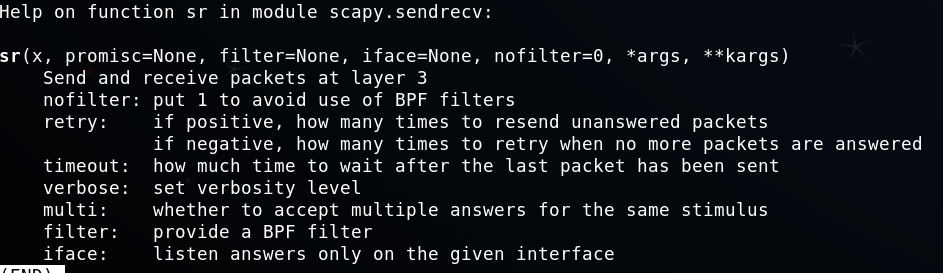 Help on function sr in module scapy.sendrecv:
sr(x, promisc=None, filter=None, iface=None, nofilter=0, *args, **kargs)
Send and receive packets at layer 3
nofilter: put 1 to avoid use of BPF filters
retry:    if positive, how many times to resend unanswered packets
if negative, how many times to retry when no more packets are answered
timeout:  how much time to wait after the last packet has been sent
verbose:  set verbosity level
multi:    whether to accept multiple answers for the same stimulus
filter:   provide a BPF filter
iface:    listen answers only on the given interface
(END)